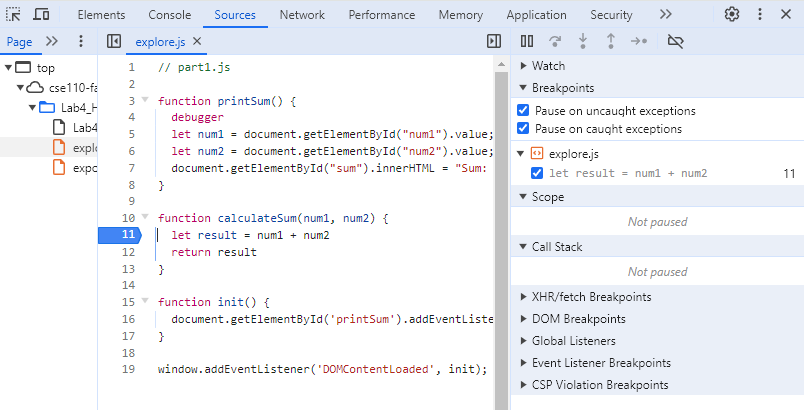 Elements Console Sources Network Performance Memory Application Security
Page
explore.js
top
cse110-fa
Lab4_H
Lab4_
explo
expo
1 // part1.js
2
3 function printSum() {
4 debugger
5 let num1 = document.getElementById("num1").value;
6 let num2 = document.getElementById("num2").value;
7 document.getElementById("sum").innerHTML = "Sum:
8 }
9
10 function calculateSum(num1, num2) {
11 let result = num1 + num2
12 return result
13 }
14
15 function init() {
16 document.getElementById('printSum').addEventListe
17 }
18
19 window.addEventListener('DOMContentLoaded', init);
Watch
Breakpoints
Pause on uncaught exceptions
Pause on caught exceptions
explore.js
let result = num1 + num2 11
Scope
Not paused
Call Stack
Not paused
XHR/fetch Breakpoints
DOM Breakpoints
Global Listeners
Event Listener Breakpoints
CSP Violation Breakpoints